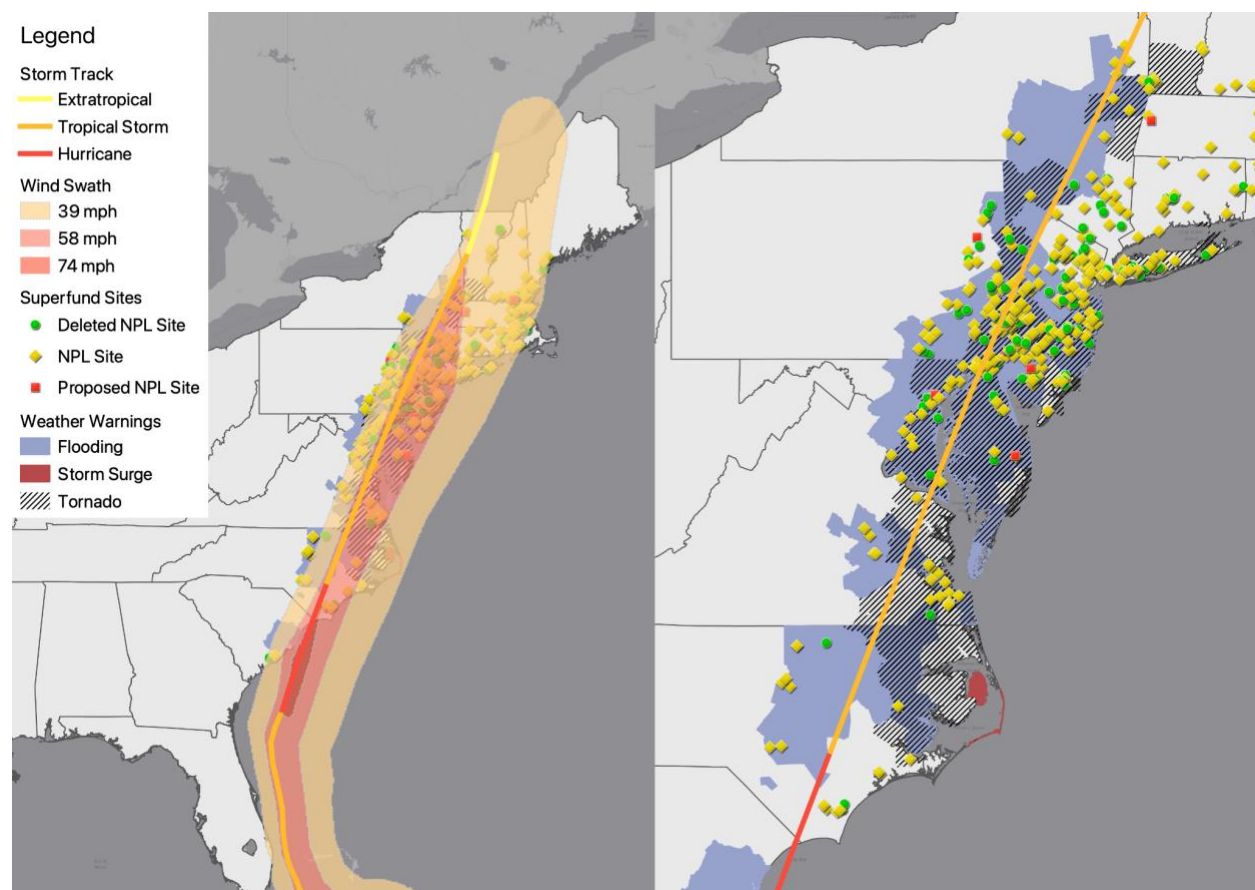 Legend
Storm Track
Extratropical
Tropical Storm
Hurricane
Wind Swath
39 mph
58 mph
74 mph
Superfund Sites
Deleted NPL Site
NPL Site
Proposed NPL Site
Weather Warnings
Flooding
Storm Surge
Tornado